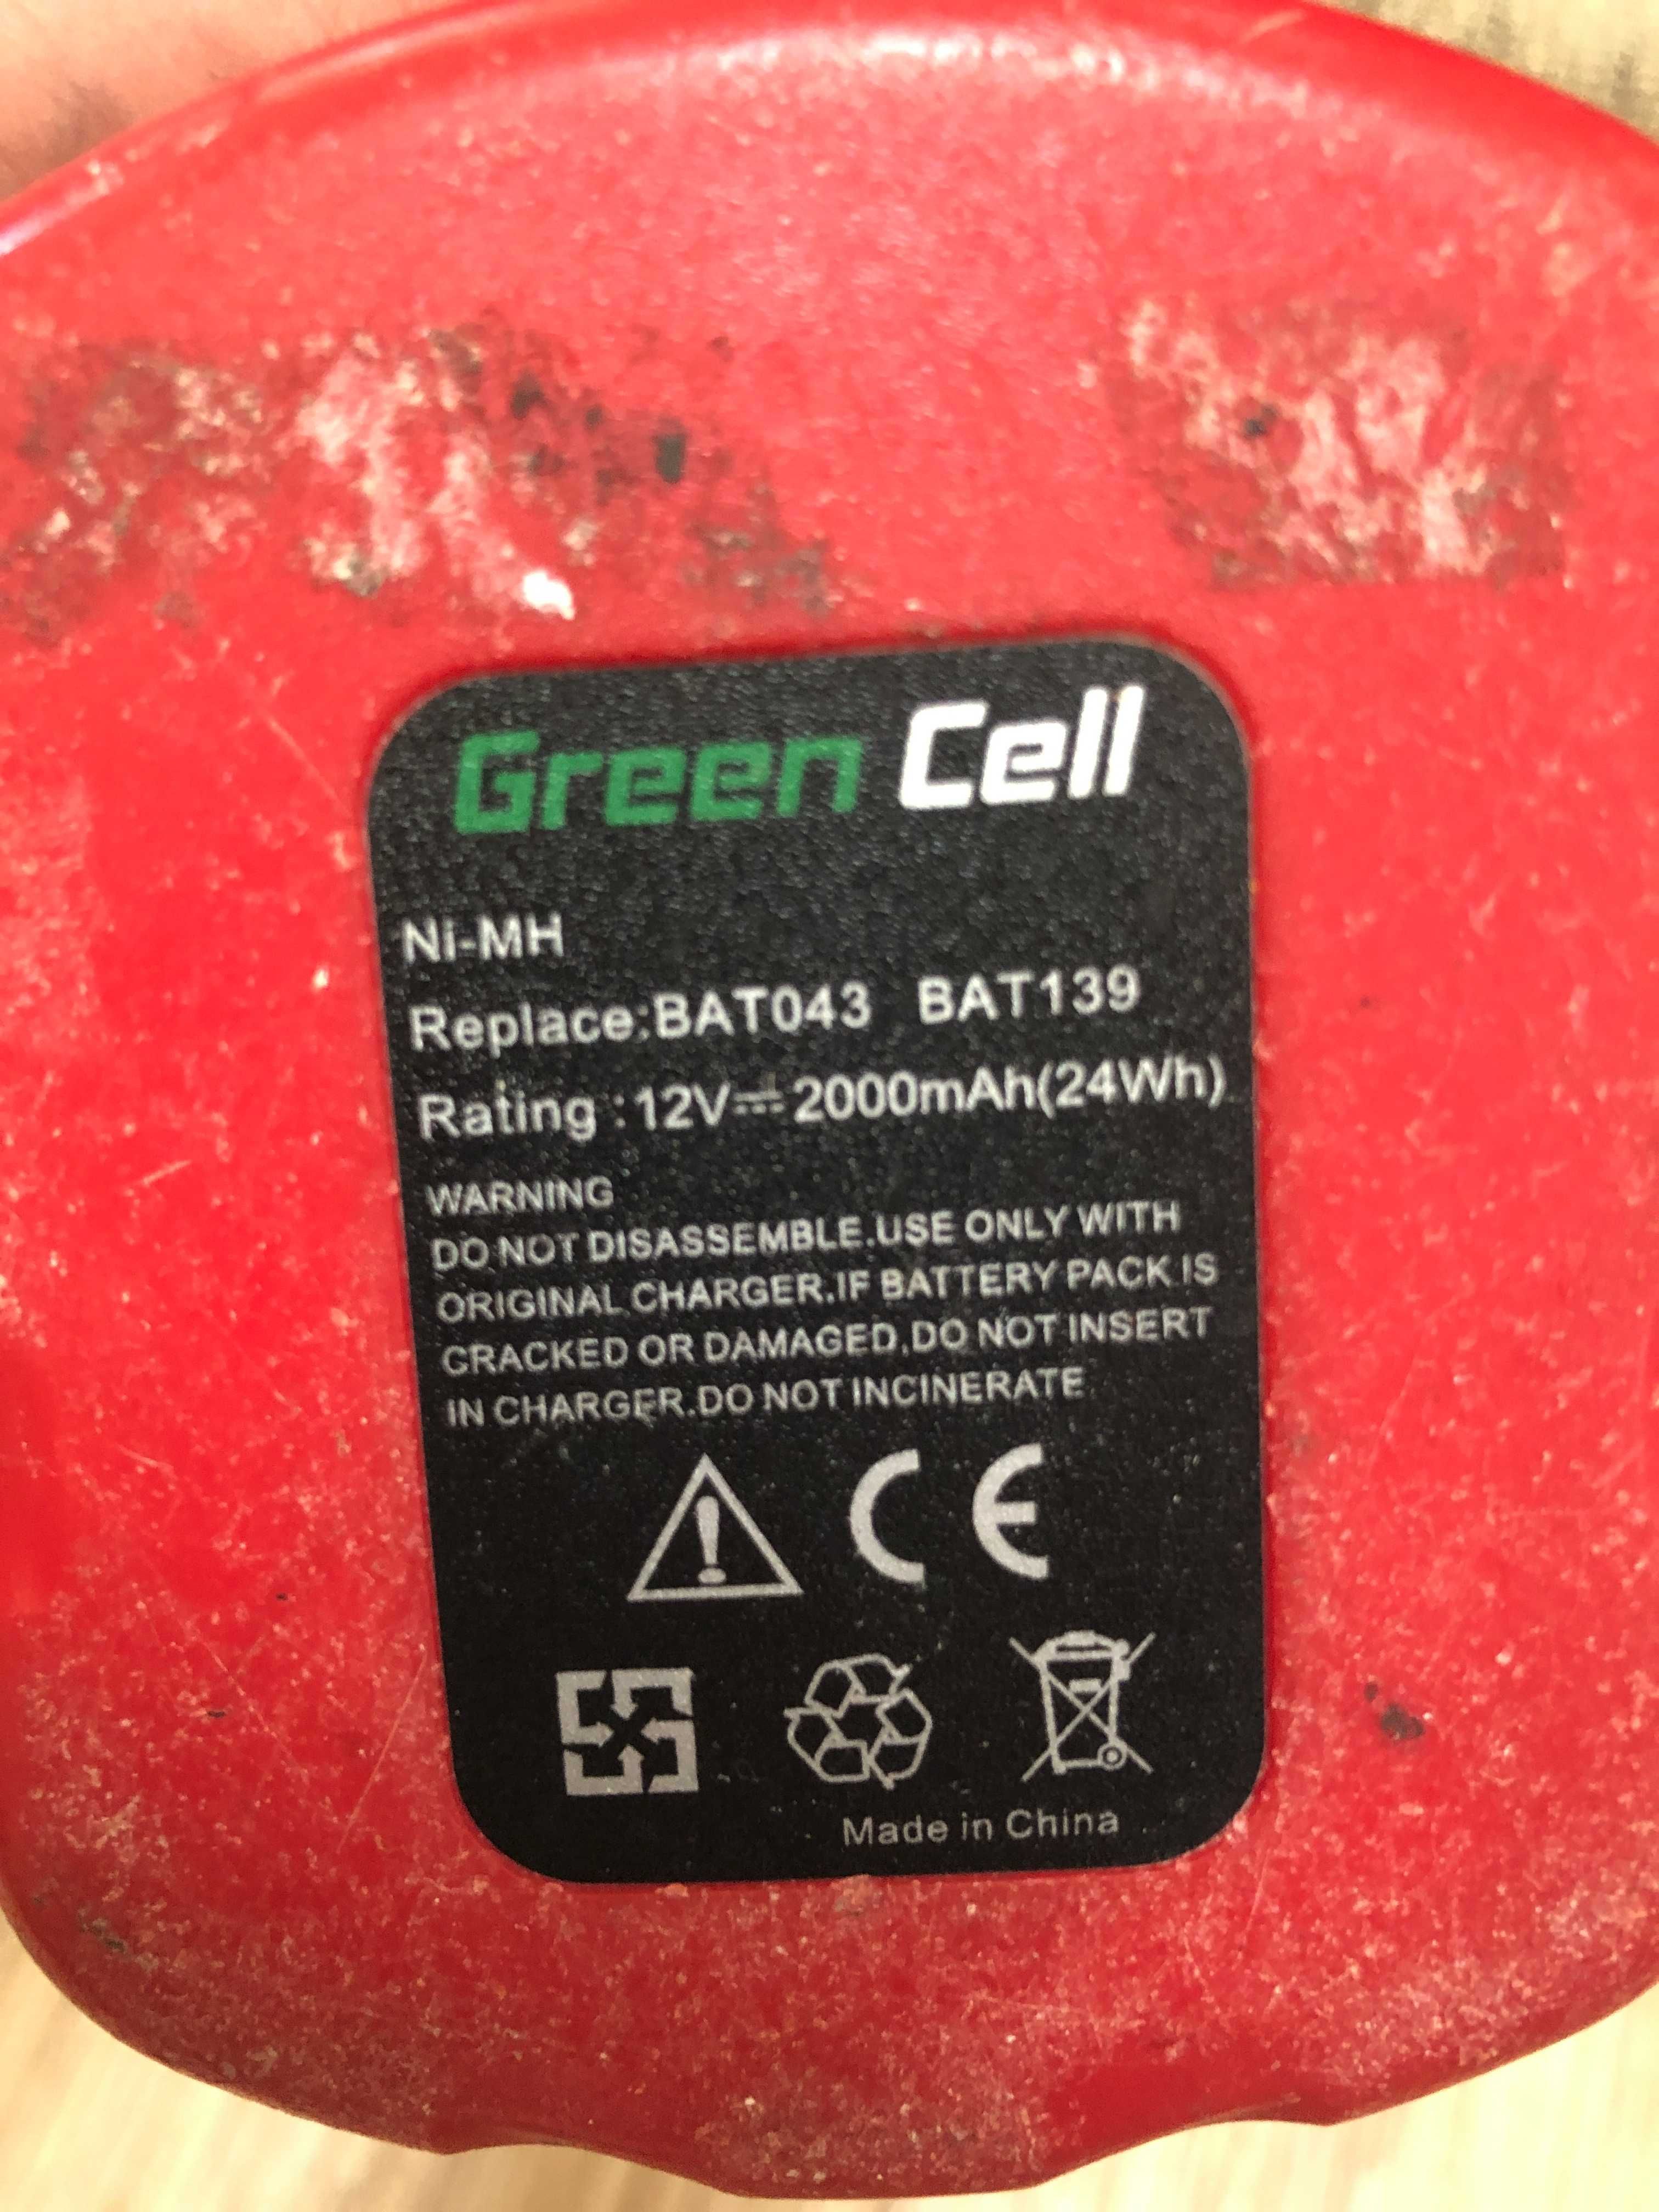 Green Cell
Ni-MH
Replace:BAT043 BAT139
Rating :12V⎓2000mAh(24Wh)
WARNING
DO NOT DISASSEMBLE.USE ONLY WITH
ORIGINAL CHARGER.IF BATTERY PACK IS
CRACKED OR DAMAGED,DO NOT INSERT
IN CHARGER.DO NOT INCINERATE
CE
Made in China